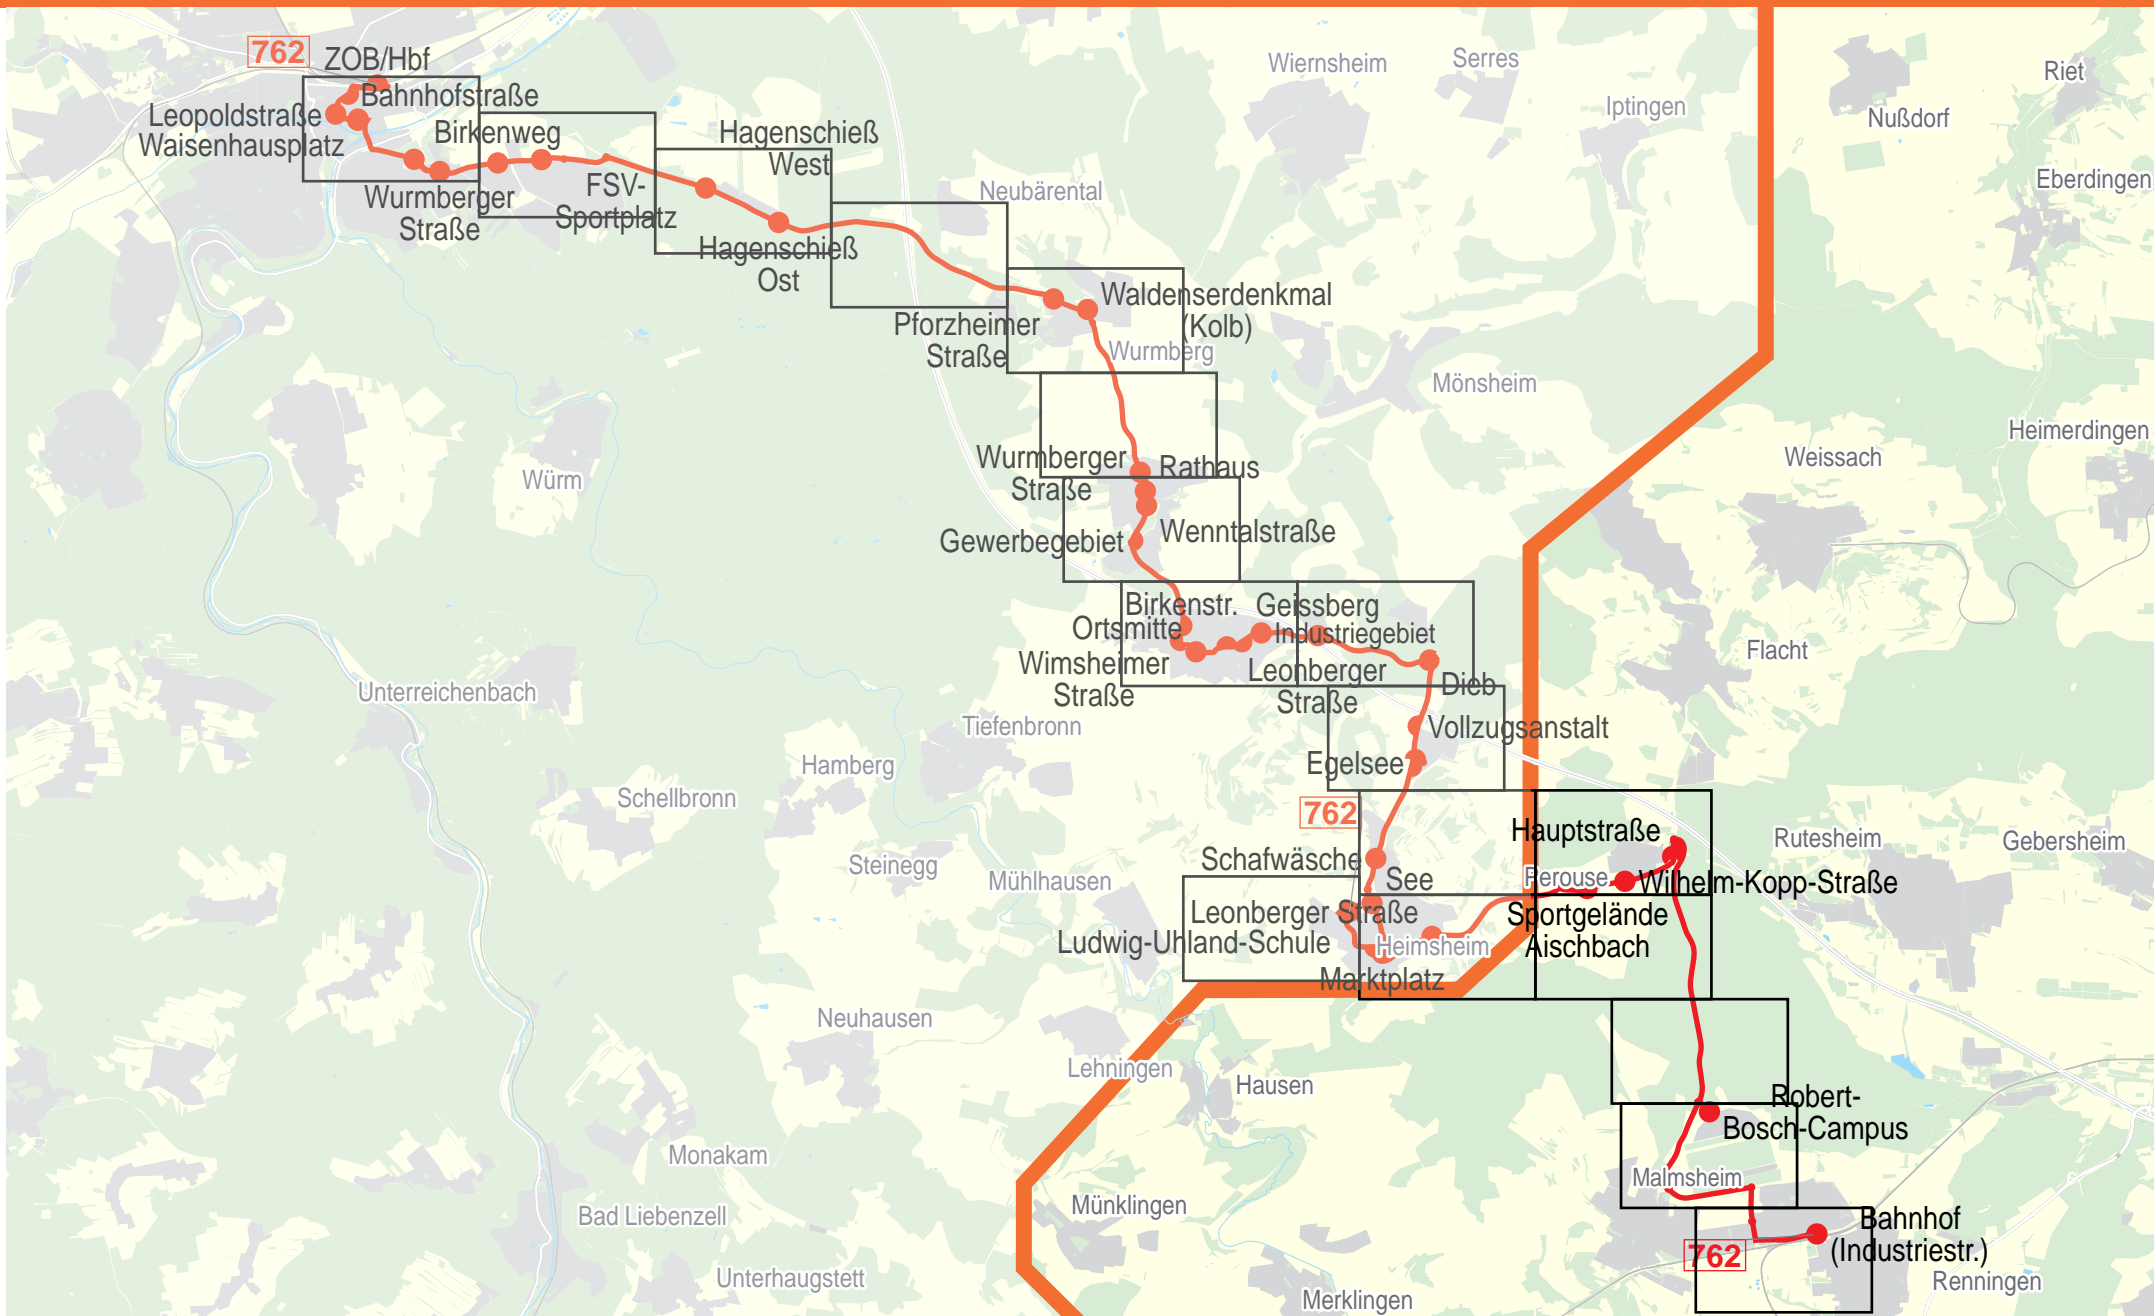 762
ZOB/Hbf
Bahnhofstraße
Leopoldstraße
Waisenhausplatz
Birkenweg
Wurmberger
Straße
FSV-
Sportplatz
Hagenschieß
West
Hagenschieß
Ost
Neubärental
Wiernsheim
Serres
Iptingen
Riet
Nußdorf
Eberdingen
Pforzheimer
Straße
Waldenserdenkmal
(Kolb)
Wurmberg
Mönsheim
Heimerdingen
Weissach
Würm
Wurmberger
Straße
Rathaus
Wenntalstraße
Gewerbegebiet
Birkenstr.
Ortsmitte
Wimsheimer
Straße
Geissberg
Industriegebiet
Leonberger
Straße
Dieb
Flacht
Unterreichenbach
Tiefenbronn
Vollzugsanstalt
Egelsee
Hamberg
Schellbronn
762
Steinegg
Mühlhausen
Schafwäsche
See
Leonberger Straße
Ludwig-Uhland-Schule
Heimsheim
Marktplatz
Hauptstraße
Perouse
Wilhelm-Kopp-Straße
Sportgelände
Aischbach
Rutesheim
Gebersheim
Neuhausen
Lehningen
Hausen
Robert-
Bosch-Campus
Monakam
Malmsheim
Münklingen
Bad Liebenzell
Bahnhof
(Industriestr.)
762
Unterhaugstett
Merklingen
Renningen